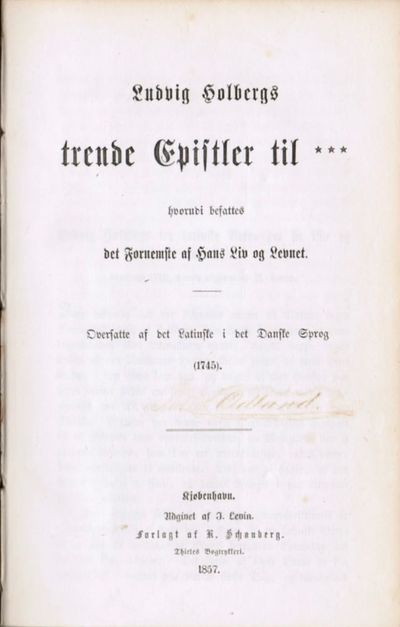 Ludvig Holbergs
trende Epistler til ***
hvorudi befattes
det Fornemste af Hans Liv og Levnet.
Oversatte af det Latinske i det Danske Sprog
(1745).
Kjøbenhavn.
Udgivet af J. Levin.
Forlagt af K. Schønberg.
Thieles Bogtrykkeri.
1857.